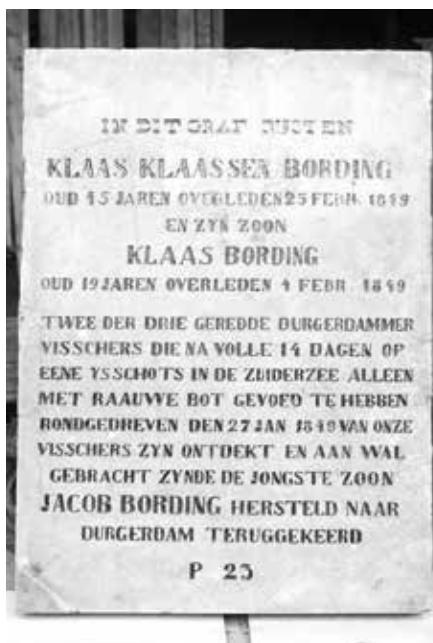 IN DIT GRAF RUSTEN
KLAAS KLAASSEN BORDING
OUD 45 JAREN OVERLEDEN 25 FEBR. 1849
EN ZYN ZOON
KLAAS BORDING
OUD 19 JAREN OVERLEDEN 4 FEBR. 1849
TWEE DER DRIE GEREDDE DURGERDAMMER
VISSCHERS DIE NA VOLLE 14 DAGEN OP
EENE YSSCHOTS IN DE ZUIDERZEE ALLEEN
MET RAAUWE BOT GEVOED TE HEBBEN
RONDGEDREVEN DEN 27 JAN 1849 VAN ONZE
VISSCHERS ZYN ONTDEKT EN AAN WAL
GEBRACHT ZYNDE DE JONGSTE ZOON
JACOB BORDING HERSTELD NAAR
DURGERDAM TERUGGEKEERD
P 23